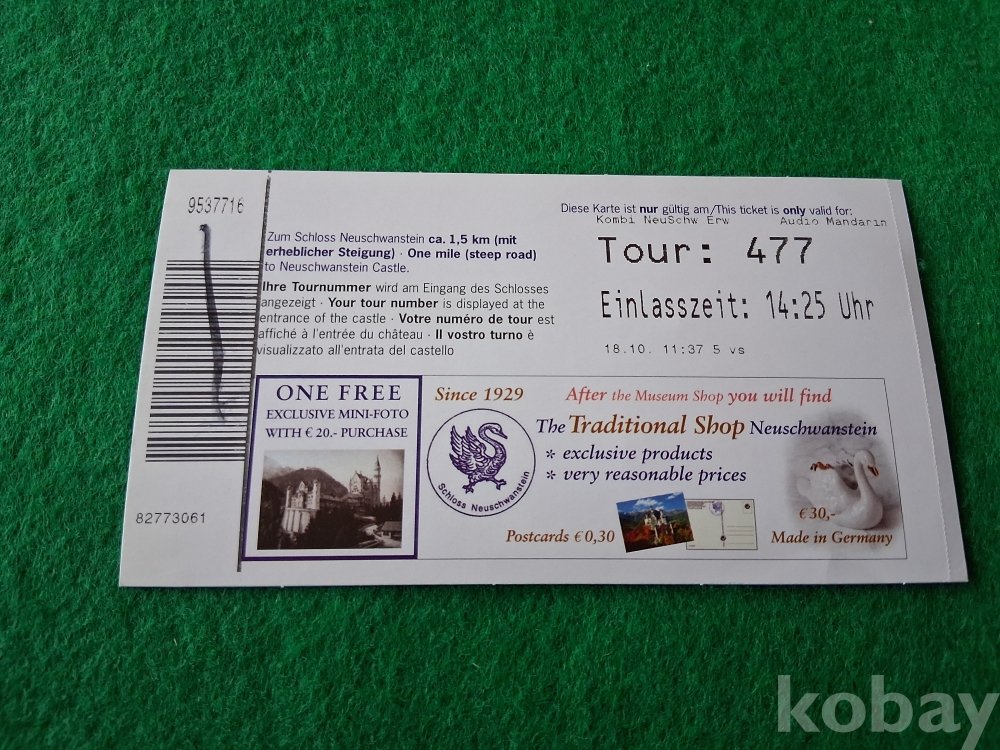 9537716
Zum Schloss Neuschwanstein ca. 1,5 km (mit
erheblicher Steigung) · One mile (steep road)
to Neuschwanstein Castle.
Ihre Tournummer wird am Eingang des Schlosses
angezeigt · Your tour number is displayed at the
entrance of the castle · Votre numéro de tour est
affiché à l'entrée du château · Il vostro turno è
visualizzato all'entrata del castello
82773061
Diese Karte ist nur gültig am/This ticket is only valid for:
Kombi NeuSchw Erw Audio Mandarin
Tour: 477
Einlasszeit: 14:25 Uhr
18.10. 11:37 5 vs
ONE FREE
EXCLUSIVE MINI-FOTO
WITH € 20.- PURCHASE
Since 1929
Schloss Neuschwanstein
After the Museum Shop you will find
The Traditional Shop Neuschwanstein
* exclusive products
* very reasonable prices
Postcards € 0,30
€ 30,-
Made in Germany
kobay